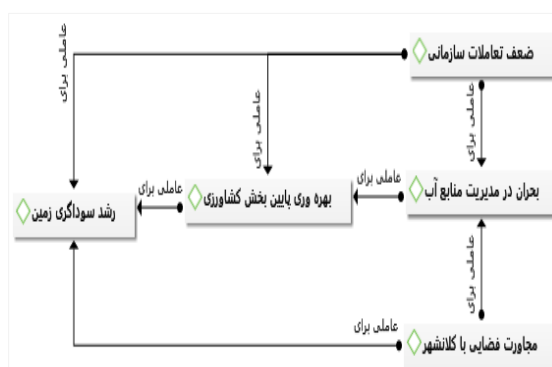 ضعف تعاملات سازمانی
عاملی برای
عاملی برای
عاملی برای
بحران در مدیریت منابع آب
عاملی برای
بهره وری پایین بخش کشاورزی
عاملی برای
رشد سوداگری زمین
عاملی برای
مجاورت فضایی با کلانشهر
عاملی برای